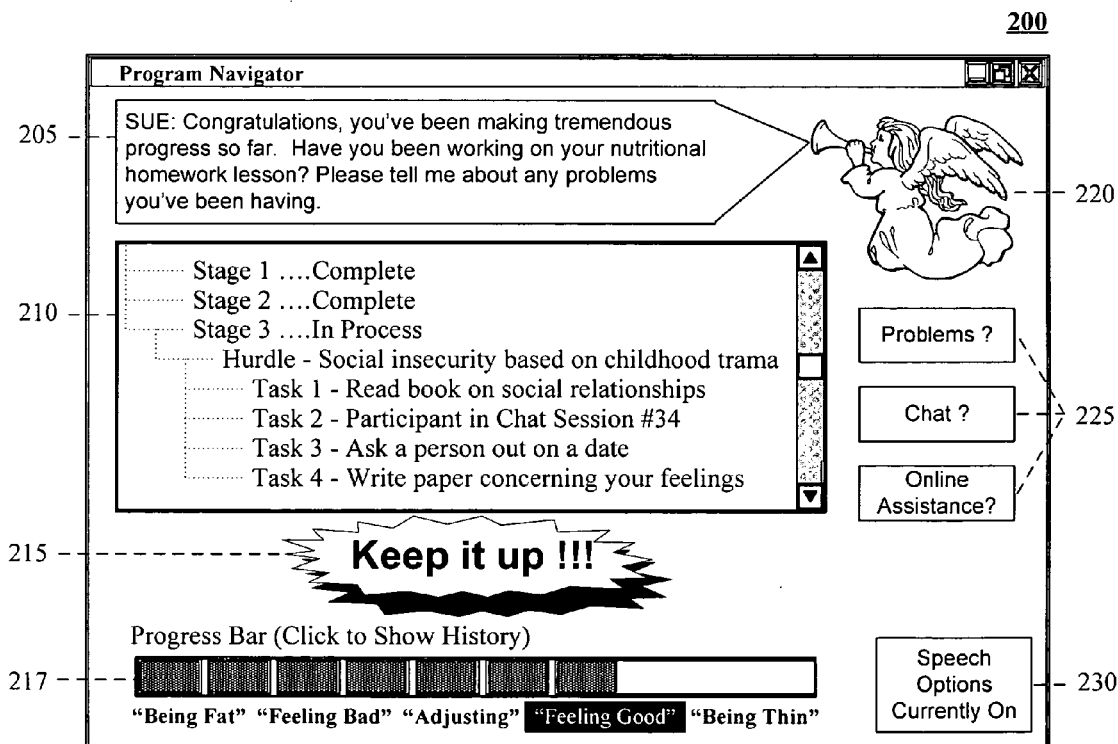 200
Program Navigator
205
SUE: Congratulations, you've been making tremendous
progress so far. Have you been working on your nutritional
homework lesson? Please tell me about any problems
you've been having.
220
210
Stage 1 ....Complete
Stage 2 ....Complete
Stage 3 ....In Process
Hurdle - Social insecurity based on childhood trama
Task 1 - Read book on social relationships
Task 2 - Participant in Chat Session #34
Task 3 - Ask a person out on a date
Task 4 - Write paper concerning your feelings
Problems ?
Chat ?
225
Online
Assistance?
215
Keep it up !!!
Progress Bar (Click to Show History)
217
"Being Fat" "Feeling Bad" "Adjusting" "Feeling Good" "Being Thin"
Speech
Options
Currently On
230